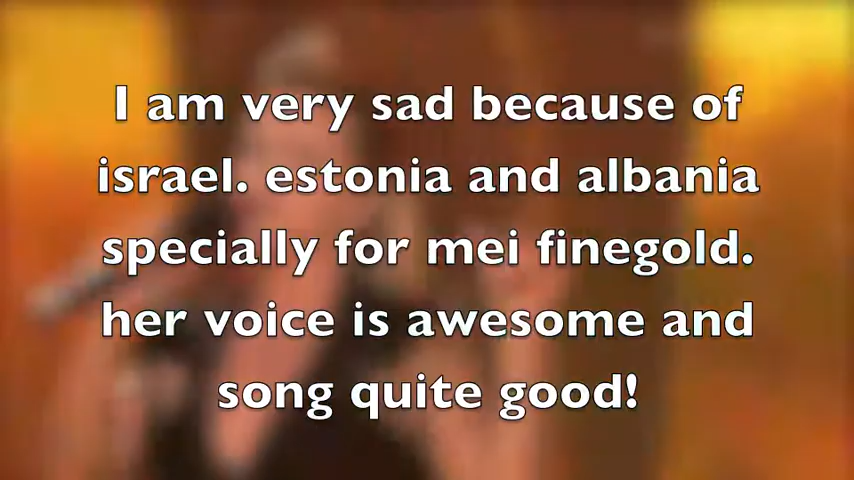 I am very sad because of
israel. estonia and albania
specially for mei finegold.
her voice is awesome and
song quite good!